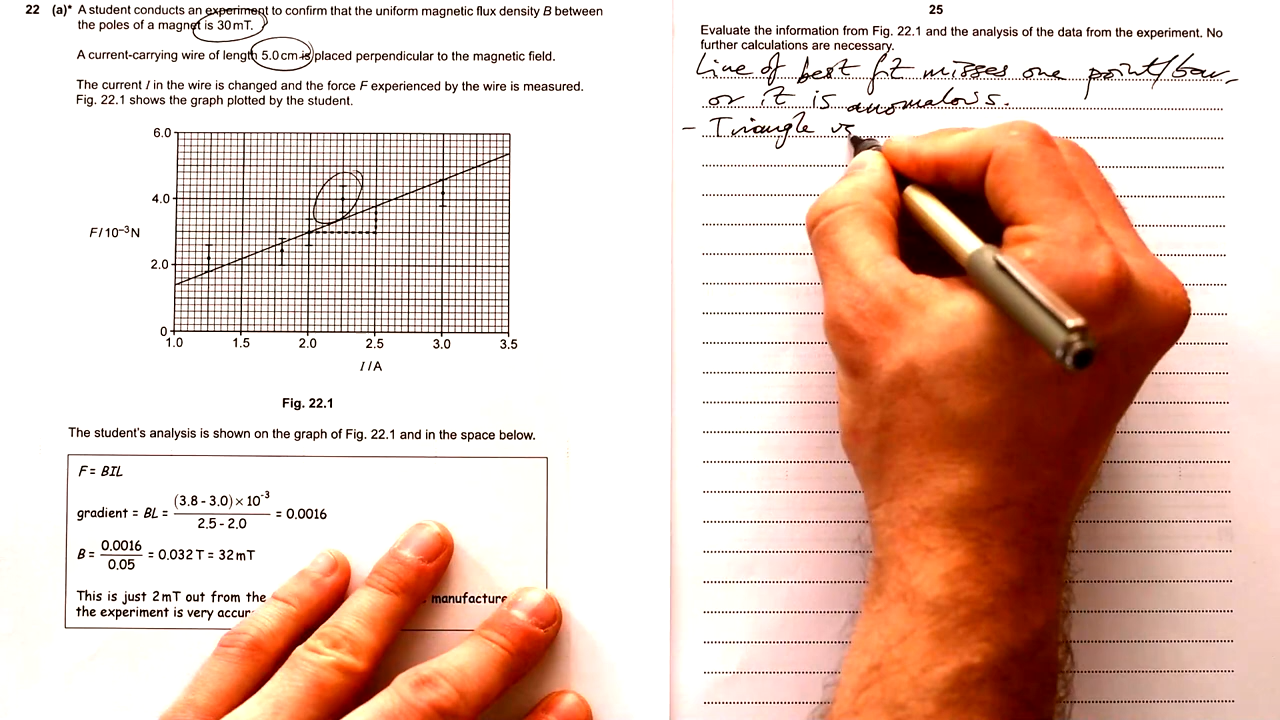 22 (a)* A student conducts an experiment to confirm that the uniform magnetic flux density B between
the poles of a magnet is 30 mT.
A current-carrying wire of length 5.0 cm is placed perpendicular to the magnetic field.
The current I in the wire is changed and the force F experienced by the wire is measured.
Fig. 22.1 shows the graph plotted by the student.
6.0
4.0
F/10⁻³N
2.0
0
1.0 1.5 2.0 2.5 3.0 3.5
I/A
Fig. 22.1
The student's analysis is shown on the graph of Fig. 22.1 and in the space below.
F = BIL
gradient = BL = (3.8 - 3.0) × 10⁻³ / 2.5 - 2.0 = 0.0016
B = 0.0016 / 0.05 = 0.032 T = 32 mT
This is just 2 mT out from the manufacture
the experiment is very accur
25
Evaluate the information from Fig. 22.1 and the analysis of the data from the experiment. No
further calculations are necessary.
Line of best fit misses one point/bar,
or it is anomalous.
- Triangle